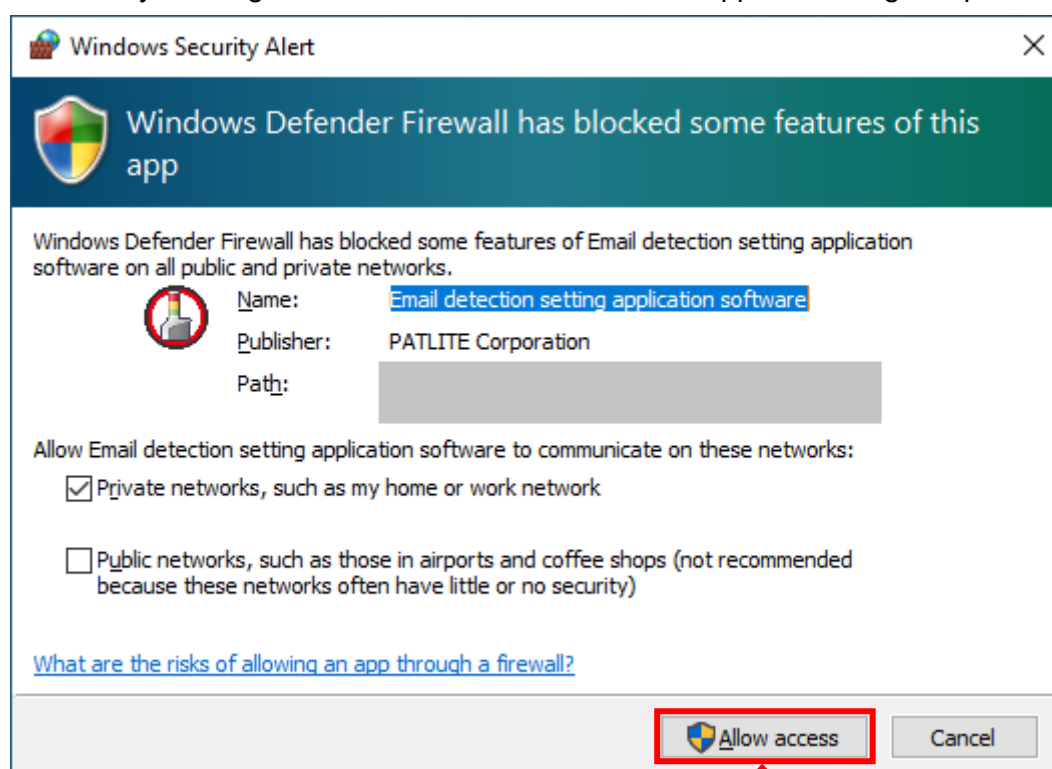 Windows Security Alert
Windows Defender Firewall has blocked some features of this
app
Windows Defender Firewall has blocked some features of Email detection setting application
software on all public and private networks.
Name: Email detection setting application software
Publisher: PATLITE Corporation
Path:
Allow Email detection setting application software to communicate on these networks:
Private networks, such as my home or work network
Public networks, such as those in airports and coffee shops (not recommended
because these networks often have little or no security)
What are the risks of allowing an app through a firewall?
Allow access Cancel